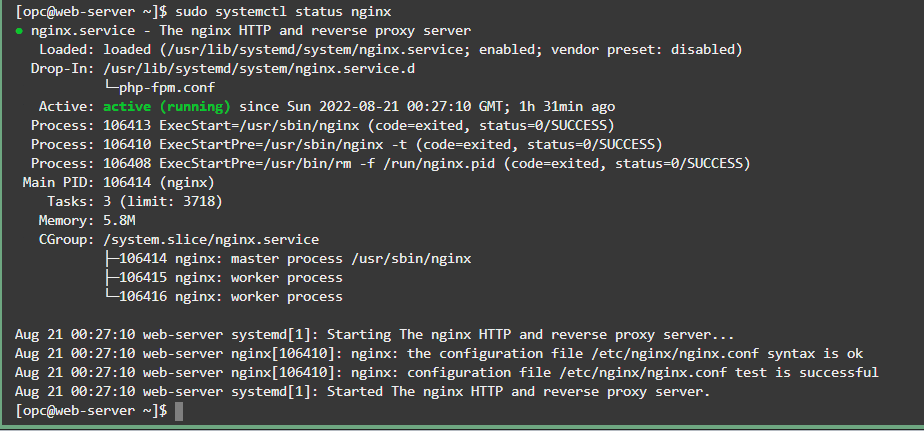 [opc@web-server ~]$ sudo systemctl status nginx
● nginx.service - The nginx HTTP and reverse proxy server
   Loaded: loaded (/usr/lib/systemd/system/nginx.service; enabled; vendor preset: disabled)
  Drop-In: /usr/lib/systemd/system/nginx.service.d
           └─php-fpm.conf
   Active: active (running) since Sun 2022-08-21 00:27:10 GMT; 1h 31min ago
  Process: 106413 ExecStart=/usr/sbin/nginx (code=exited, status=0/SUCCESS)
  Process: 106410 ExecStartPre=/usr/sbin/nginx -t (code=exited, status=0/SUCCESS)
  Process: 106408 ExecStartPre=/usr/bin/rm -f /run/nginx.pid (code=exited, status=0/SUCCESS)
 Main PID: 106414 (nginx)
    Tasks: 3 (limit: 3718)
   Memory: 5.8M
   CGroup: /system.slice/nginx.service
           ├─106414 nginx: master process /usr/sbin/nginx
           ├─106415 nginx: worker process
           └─106416 nginx: worker process

Aug 21 00:27:10 web-server systemd[1]: Starting The nginx HTTP and reverse proxy server...
Aug 21 00:27:10 web-server nginx[106410]: nginx: the configuration file /etc/nginx/nginx.conf syntax is ok
Aug 21 00:27:10 web-server nginx[106410]: nginx: configuration file /etc/nginx/nginx.conf test is successful
Aug 21 00:27:10 web-server systemd[1]: Started The nginx HTTP and reverse proxy server.
[opc@web-server ~]$